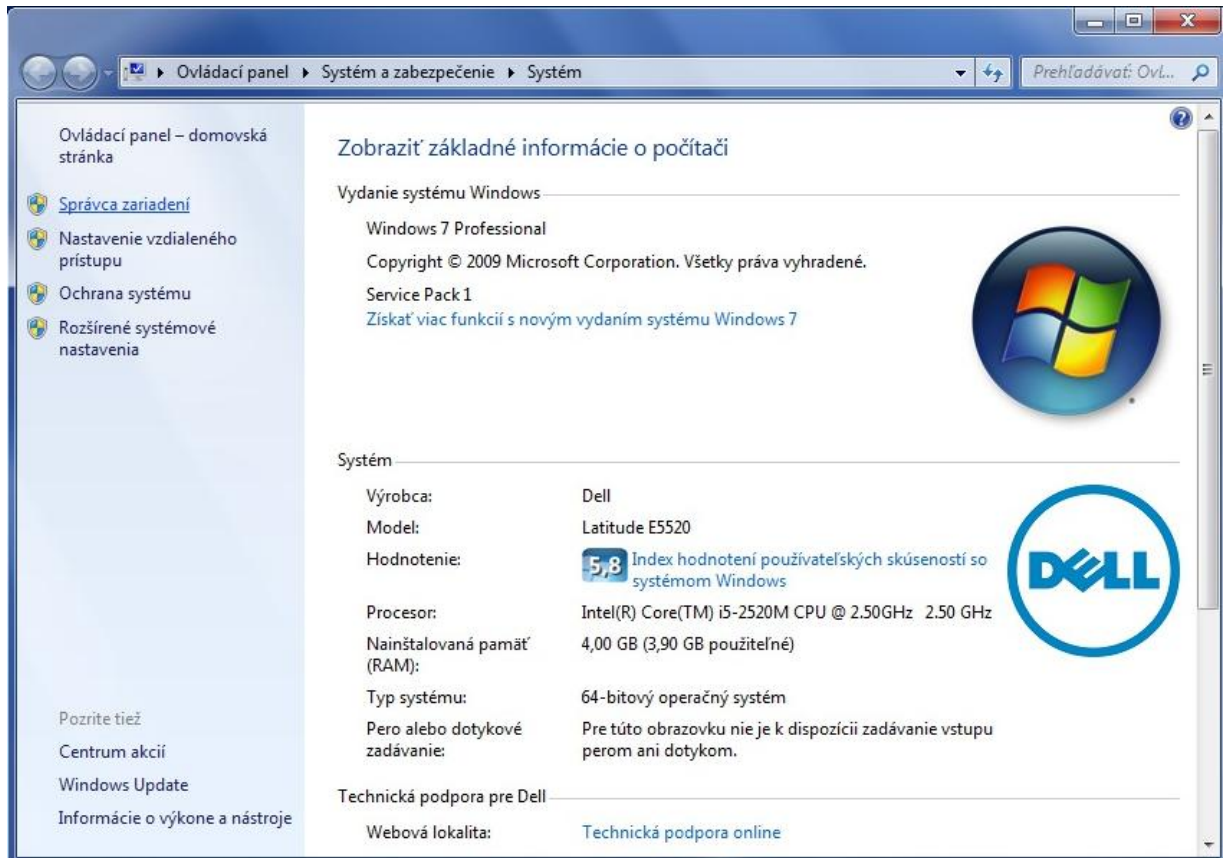 Ovládací panel ▸ Systém a zabezpečenie ▸ Systém
Prehľadávať: Ovl...
Ovládací panel – domovská
stránka
Správca zariadení
Nastavenie vzdialeného
prístupu
Ochrana systému
Rozšírené systémové
nastavenia
Pozrite tiež
Centrum akcií
Windows Update
Informácie o výkone a nástroje
Zobraziť základné informácie o počítači
Vydanie systému Windows
Windows 7 Professional
Copyright © 2009 Microsoft Corporation. Všetky práva vyhradené.
Service Pack 1
Získať viac funkcií s novým vydaním systému Windows 7
Systém
Výrobca: Dell
Model: Latitude E5520
Hodnotenie: 5,8 Index hodnotení používateľských skúseností so
systémom Windows
Procesor: Intel(R) Core(TM) i5-2520M CPU @ 2.50GHz 2.50 GHz
Nainštalovaná pamäť 4,00 GB (3,90 GB použiteľné)
(RAM):
Typ systému: 64-bitový operačný systém
Pero alebo dotykové Pre túto obrazovku nie je k dispozícii zadávanie vstupu
zadávanie: perom ani dotykom.
DELL
Technická podpora pre Dell
Webová lokalita: Technická podpora online